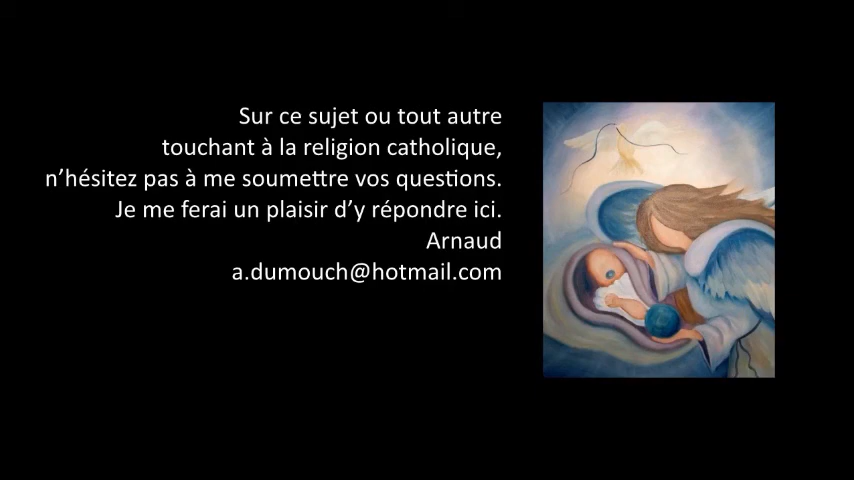 Sur ce sujet ou tout autre
touchant à la religion catholique,
n’hésitez pas à me soumettre vos questions.
Je me ferai un plaisir d’y répondre ici.
Arnaud
a.dumouch@hotmail.com